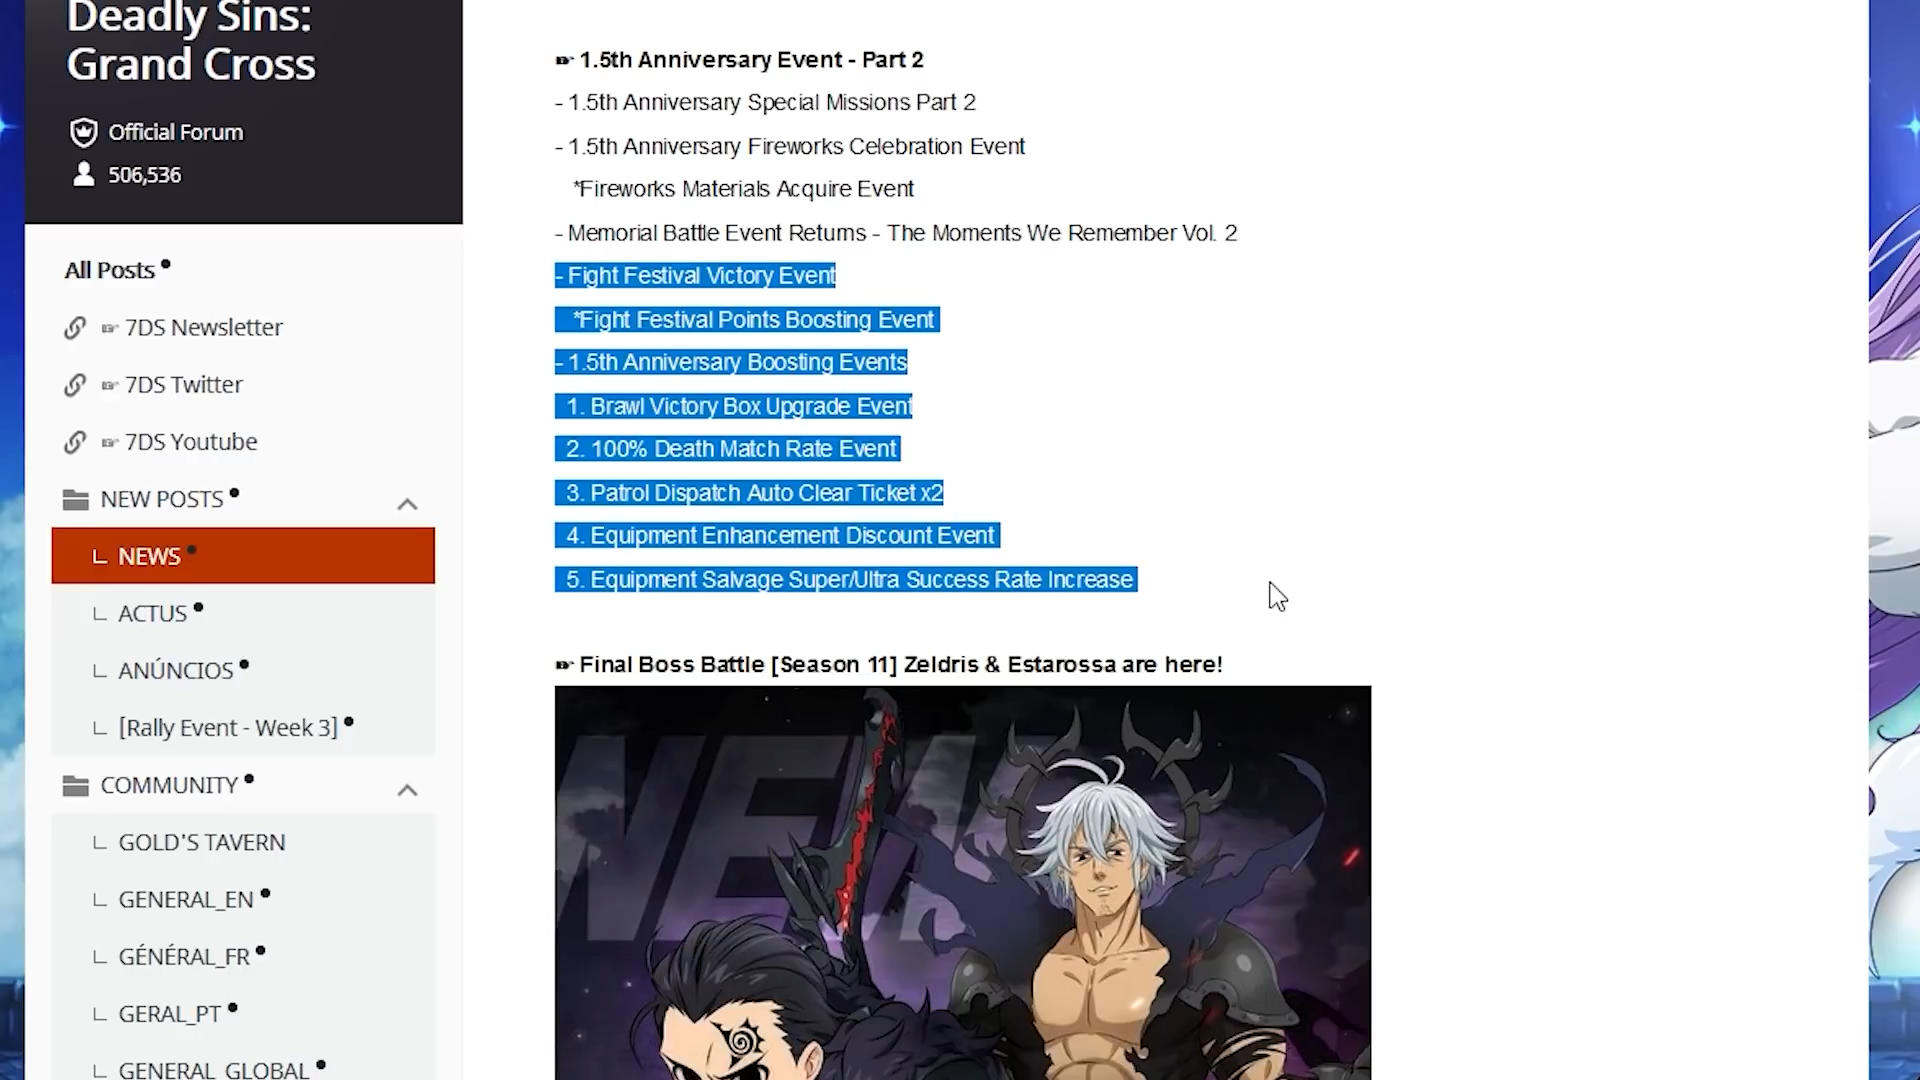 Deadly Sins:
Grand Cross
Official Forum
506,536
All Posts
☞ 7DS Newsletter
☞ 7DS Twitter
☞ 7DS Youtube
NEW POSTS
NEWS
ACTUS
ANÚNCIOS
[Rally Event - Week 3]
COMMUNITY
GOLD'S TAVERN
GENERAL_EN
GÉNÉRAL_FR
GERAL_PT
GENERAL_GLOBAL
☞ 1.5th Anniversary Event - Part 2
- 1.5th Anniversary Special Missions Part 2
- 1.5th Anniversary Fireworks Celebration Event
*Fireworks Materials Acquire Event
- Memorial Battle Event Returns - The Moments We Remember Vol. 2
- Fight Festival Victory Event
*Fight Festival Points Boosting Event
- 1.5th Anniversary Boosting Events
1. Brawl Victory Box Upgrade Event
2. 100% Death Match Rate Event
3. Patrol Dispatch Auto Clear Ticket x2
4. Equipment Enhancement Discount Event
5. Equipment Salvage Super/Ultra Success Rate Increase
☞ Final Boss Battle [Season 11] Zeldris & Estarossa are here!
NEW